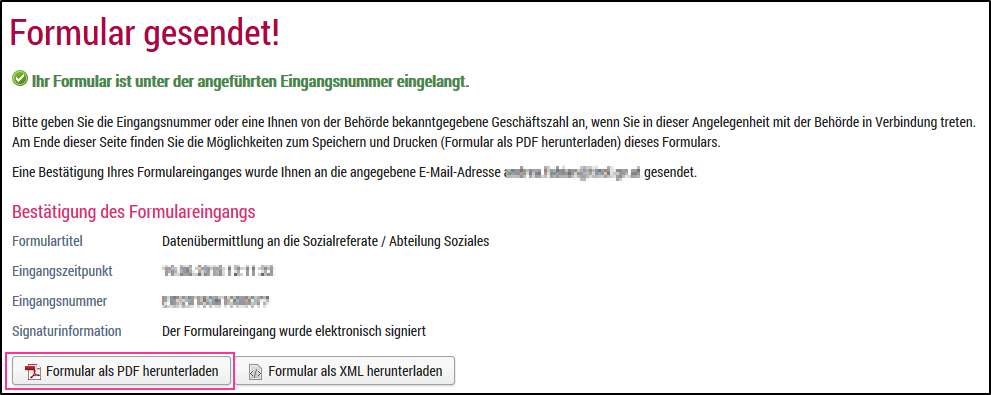 Formular gesendet!
Ihr Formular ist unter der angeführten Eingangsnummer eingelangt.
Bitte geben Sie die Eingangsnummer oder eine Ihnen von der Behörde bekanntgegebene Geschäftszahl an, wenn Sie in dieser Angelegenheit mit der Behörde in Verbindung treten.
Am Ende dieser Seite finden Sie die Möglichkeiten zum Speichern und Drucken (Formular als PDF herunterladen) dieses Formulars.
Eine Bestätigung Ihres Formulareinganges wurde Ihnen an die angegebene E-Mail-Adresse gesendet.
Bestätigung des Formulareingangs
Formulartitel Datenübermittlung an die Sozialreferate / Abteilung Soziales
Eingangszeitpunkt
Eingangsnummer
Signaturinformation Der Formulareingang wurde elektronisch signiert
Formular als PDF herunterladen Formular als XML herunterladen